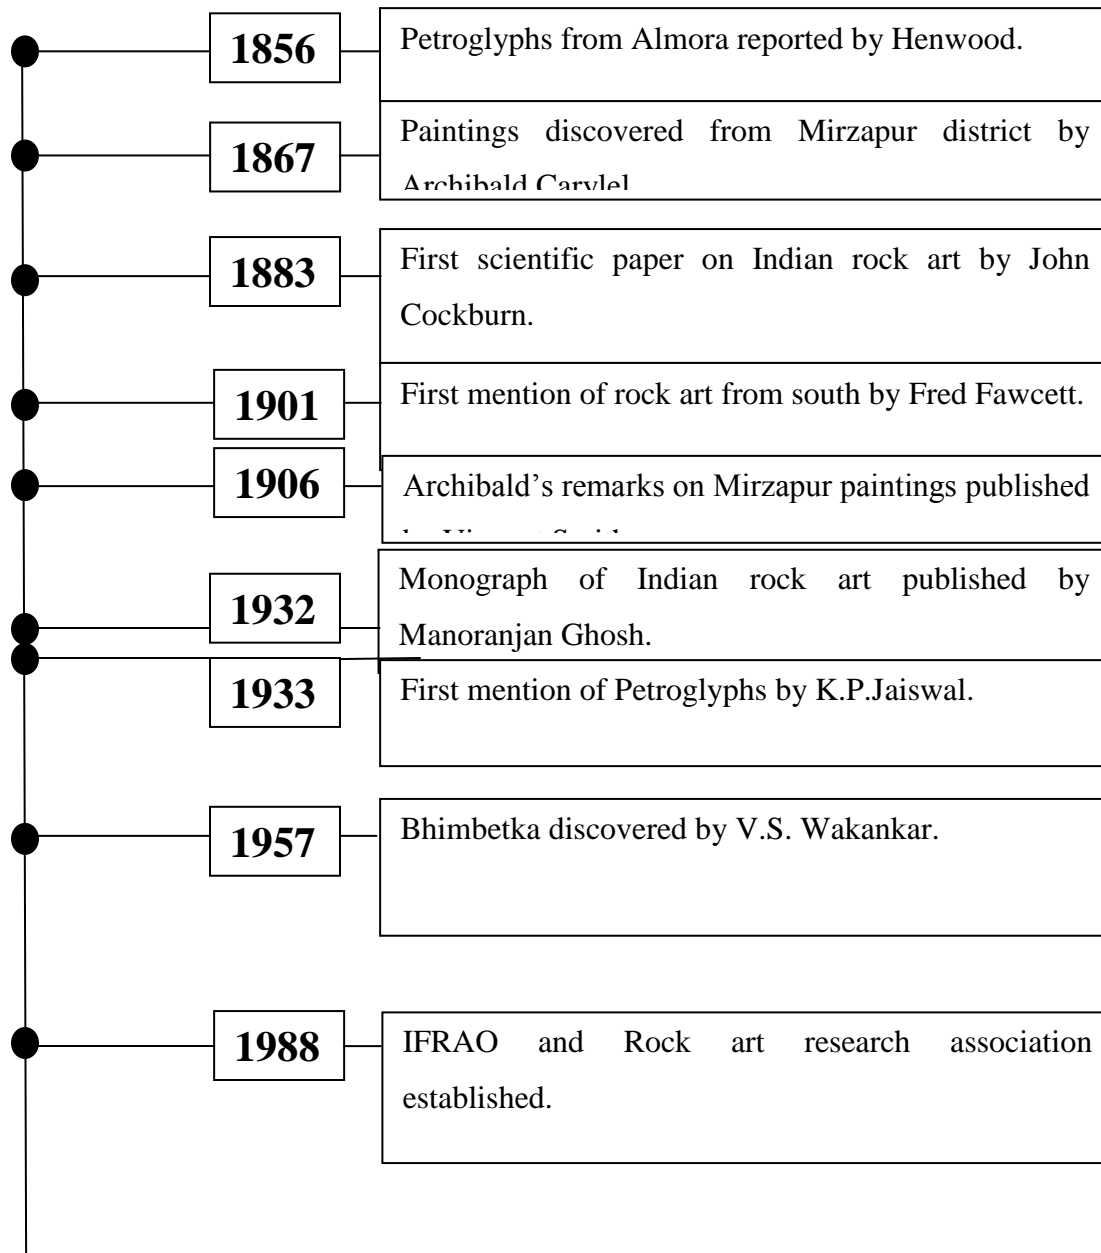 1856
Petroglyphs from Almora reported by Henwood.
1867
Paintings discovered from Mirzapur district by
Archibald Carylel
1883
First scientific paper on Indian rock art by John
Cockburn.
1901
First mention of rock art from south by Fred Fawcett.
1906
Archibald’s remarks on Mirzapur paintings published
1932
Monograph of Indian rock art published by
Manoranjan Ghosh.
1933
First mention of Petroglyphs by K.P.Jaiswal.
1957
Bhimbetka discovered by V.S. Wakankar.
1988
IFRAO and Rock art research association
established.